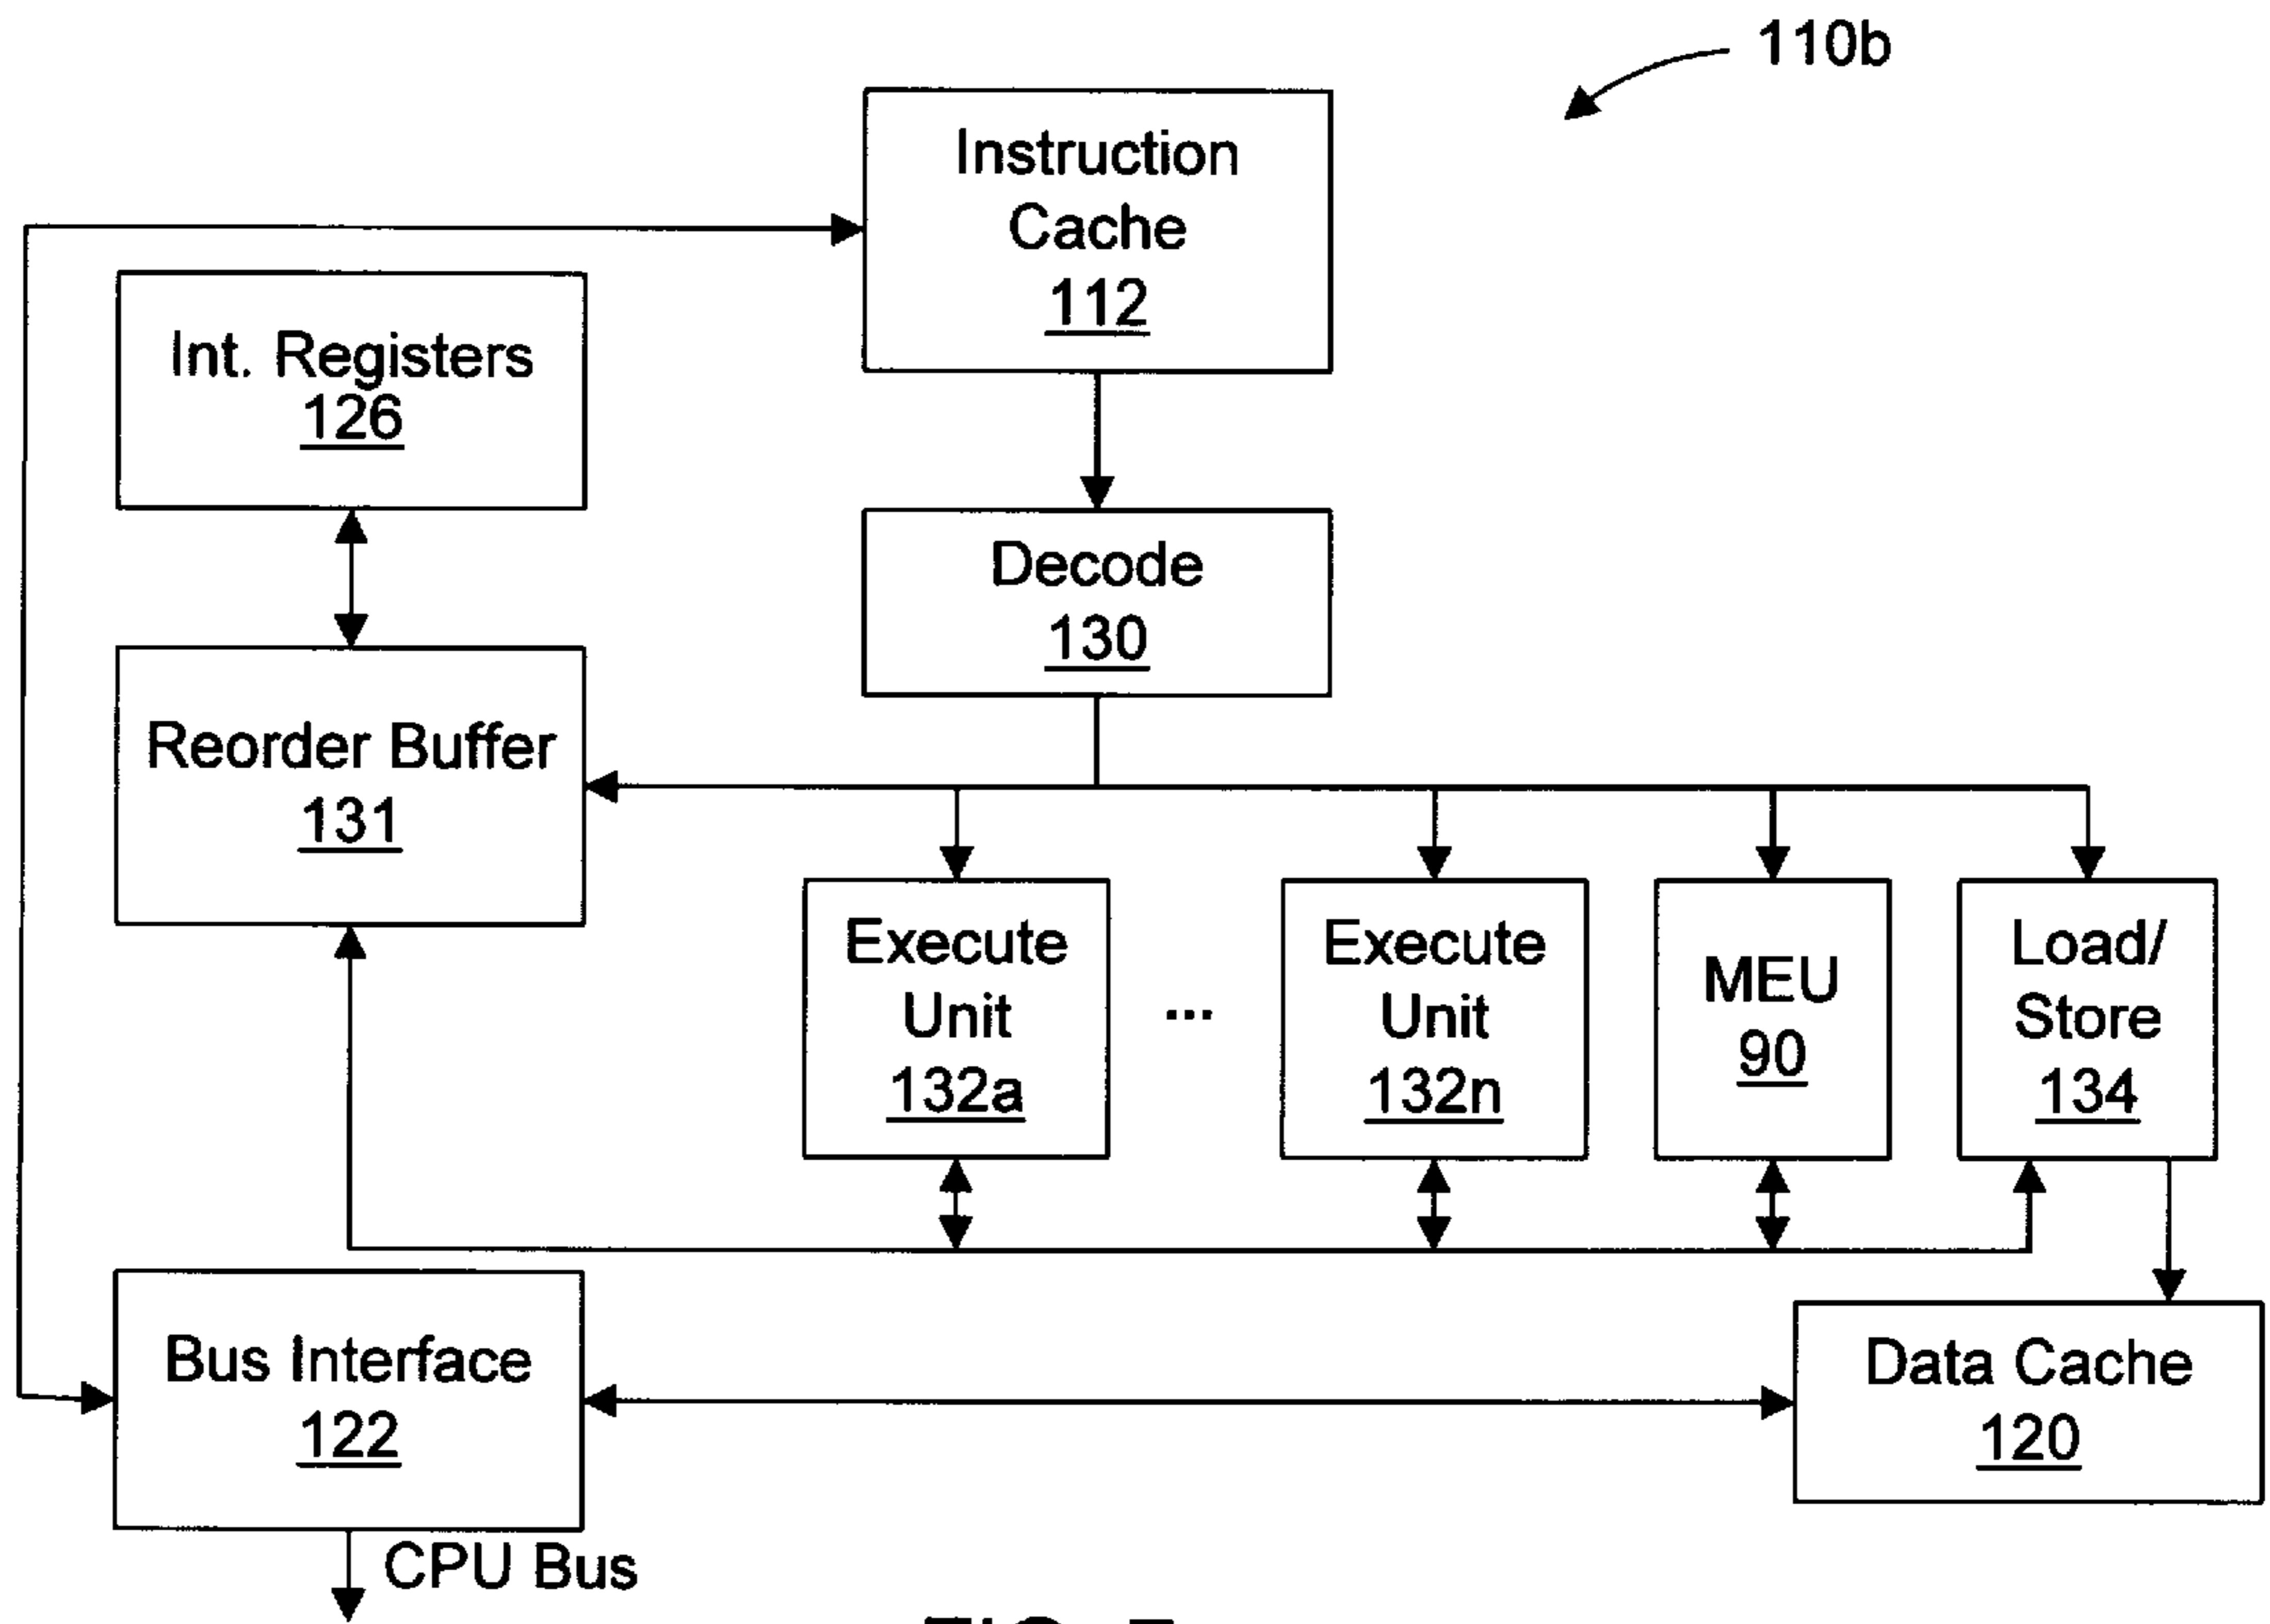 110b
Instruction
Cache
112
Int. Registers
126
Decode
130
Reorder Buffer
131
Execute
Unit
132a
...
Execute
Unit
132n
MEU
90
Load/
Store
134
Bus Interface
122
Data Cache
120
CPU Bus